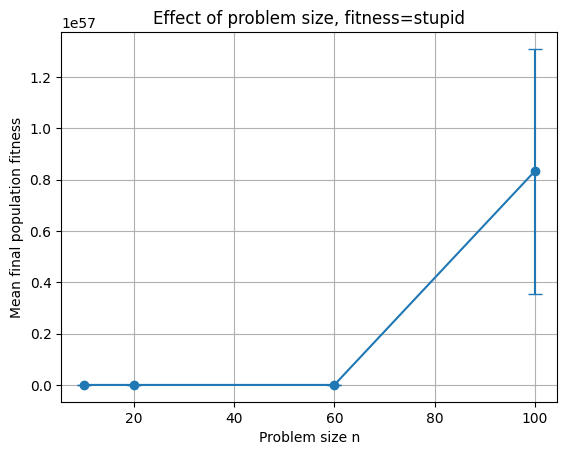 Effect of problem size, fitness=stupid
1e57
Mean final population fitness
1.2
1.0
0.8
0.6
0.4
0.2
0.0
20 40 60 80 100
Problem size n